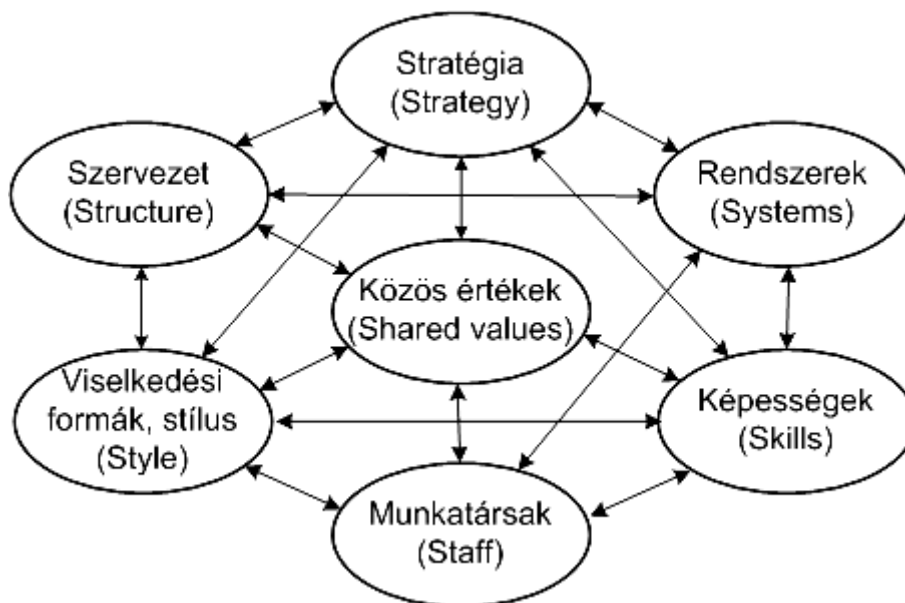 Stratégia
(Strategy)
Szervezet
(Structure)
Rendszerek
(Systems)
Közös értékek
(Shared values)
Viselkedési
formák, stílus
(Style)
Képességek
(Skills)
Munkatársak
(Staff)